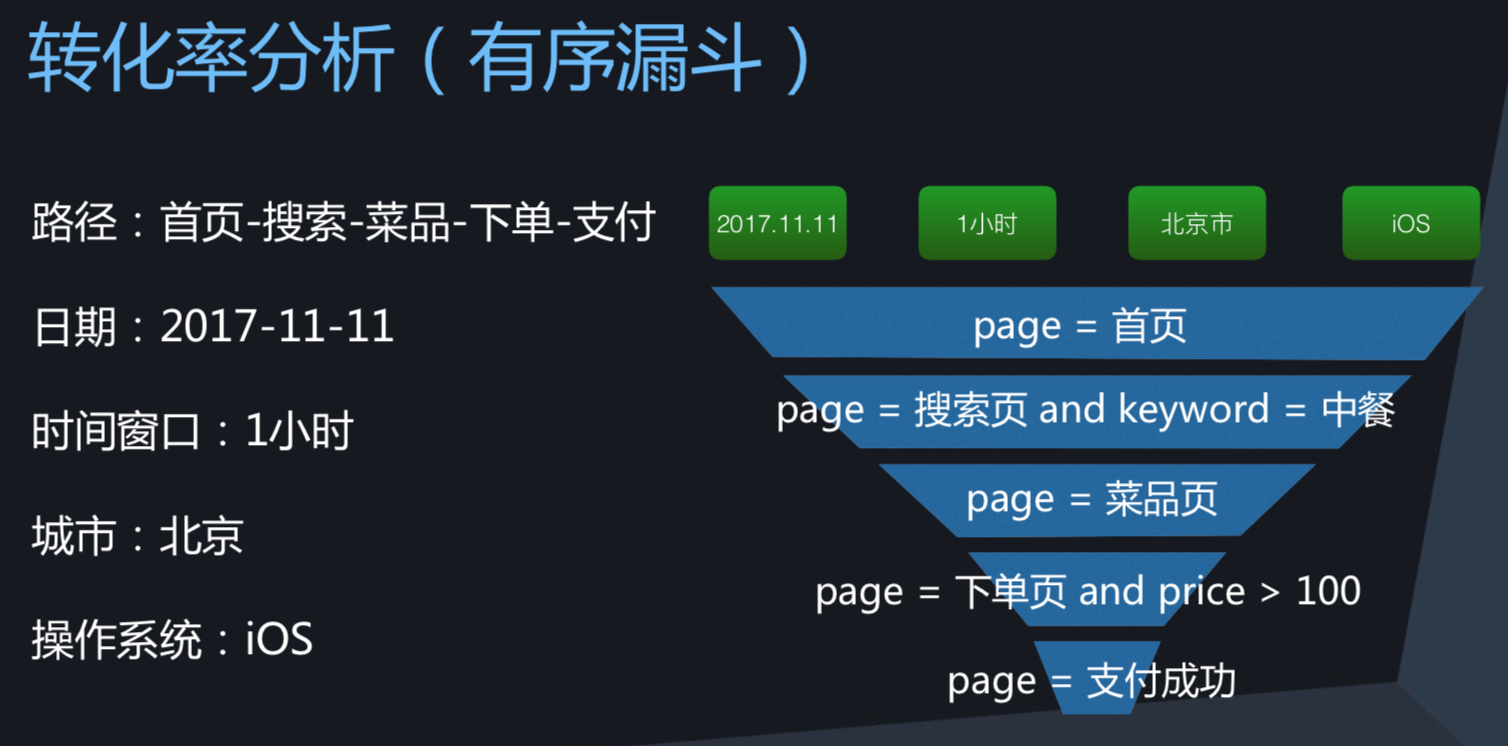 转化率分析（有序漏斗）
路径：首页-搜索-菜品-下单-支付
日期：2017-11-11
时间窗口：1小时
城市：北京
操作系统：iOS
2017.11.11
1小时
北京市
iOS
page = 首页
page = 搜索页 and keyword = 中餐
page = 菜品页
page = 下单页 and price > 100
page = 支付成功